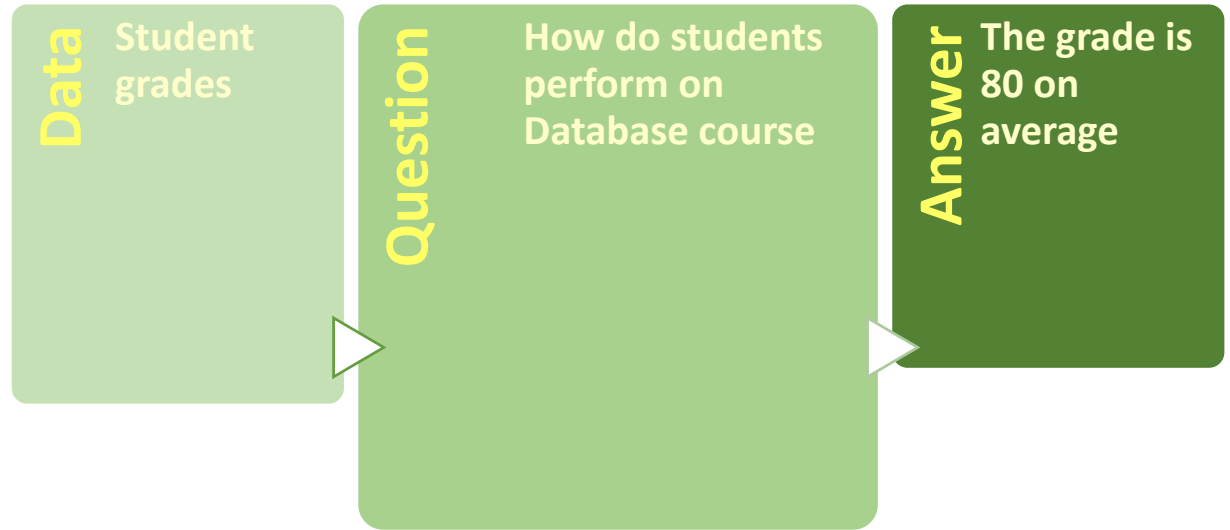 Data
Student
grades
Question
How do students
perform on
Database course
Answer
The grade is
80 on
average